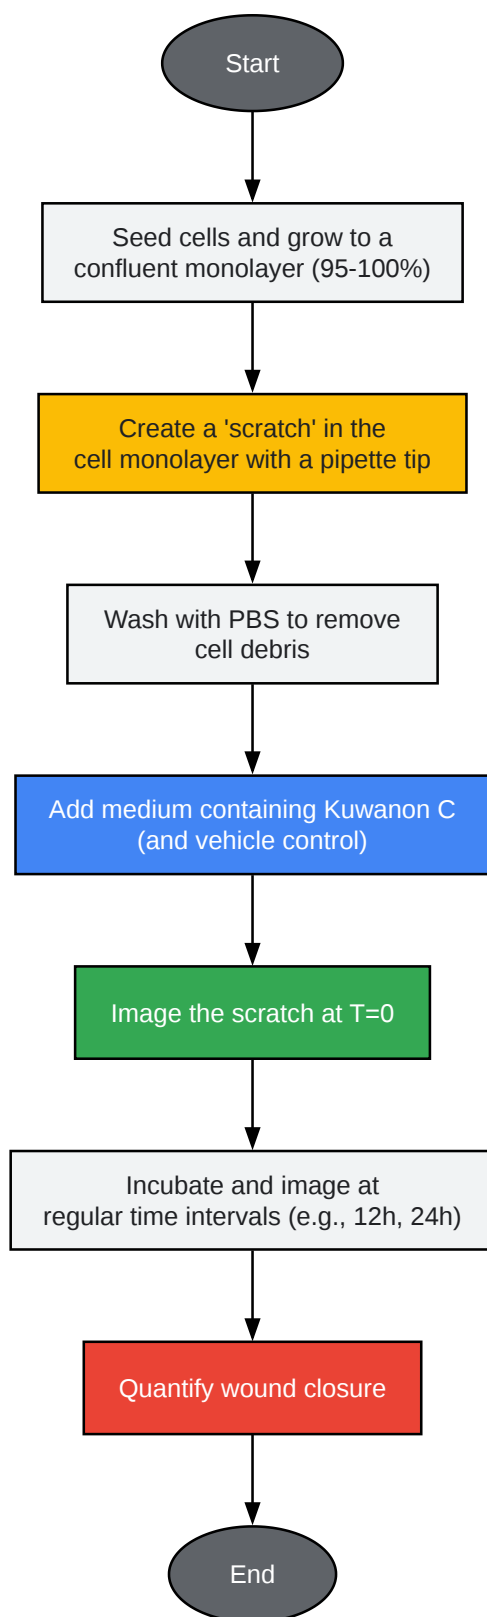 Start
Seed cells and grow to a
confluent monolayer (95-100%)
Create a 'scratch' in the
cell monolayer with a pipette tip
Wash with PBS to remove
cell debris
Add medium containing Kuwanon C
(and vehicle control)
Image the scratch at T=0
Incubate and image at
regular time intervals (e.g., 12h, 24h)
Quantify wound closure
End